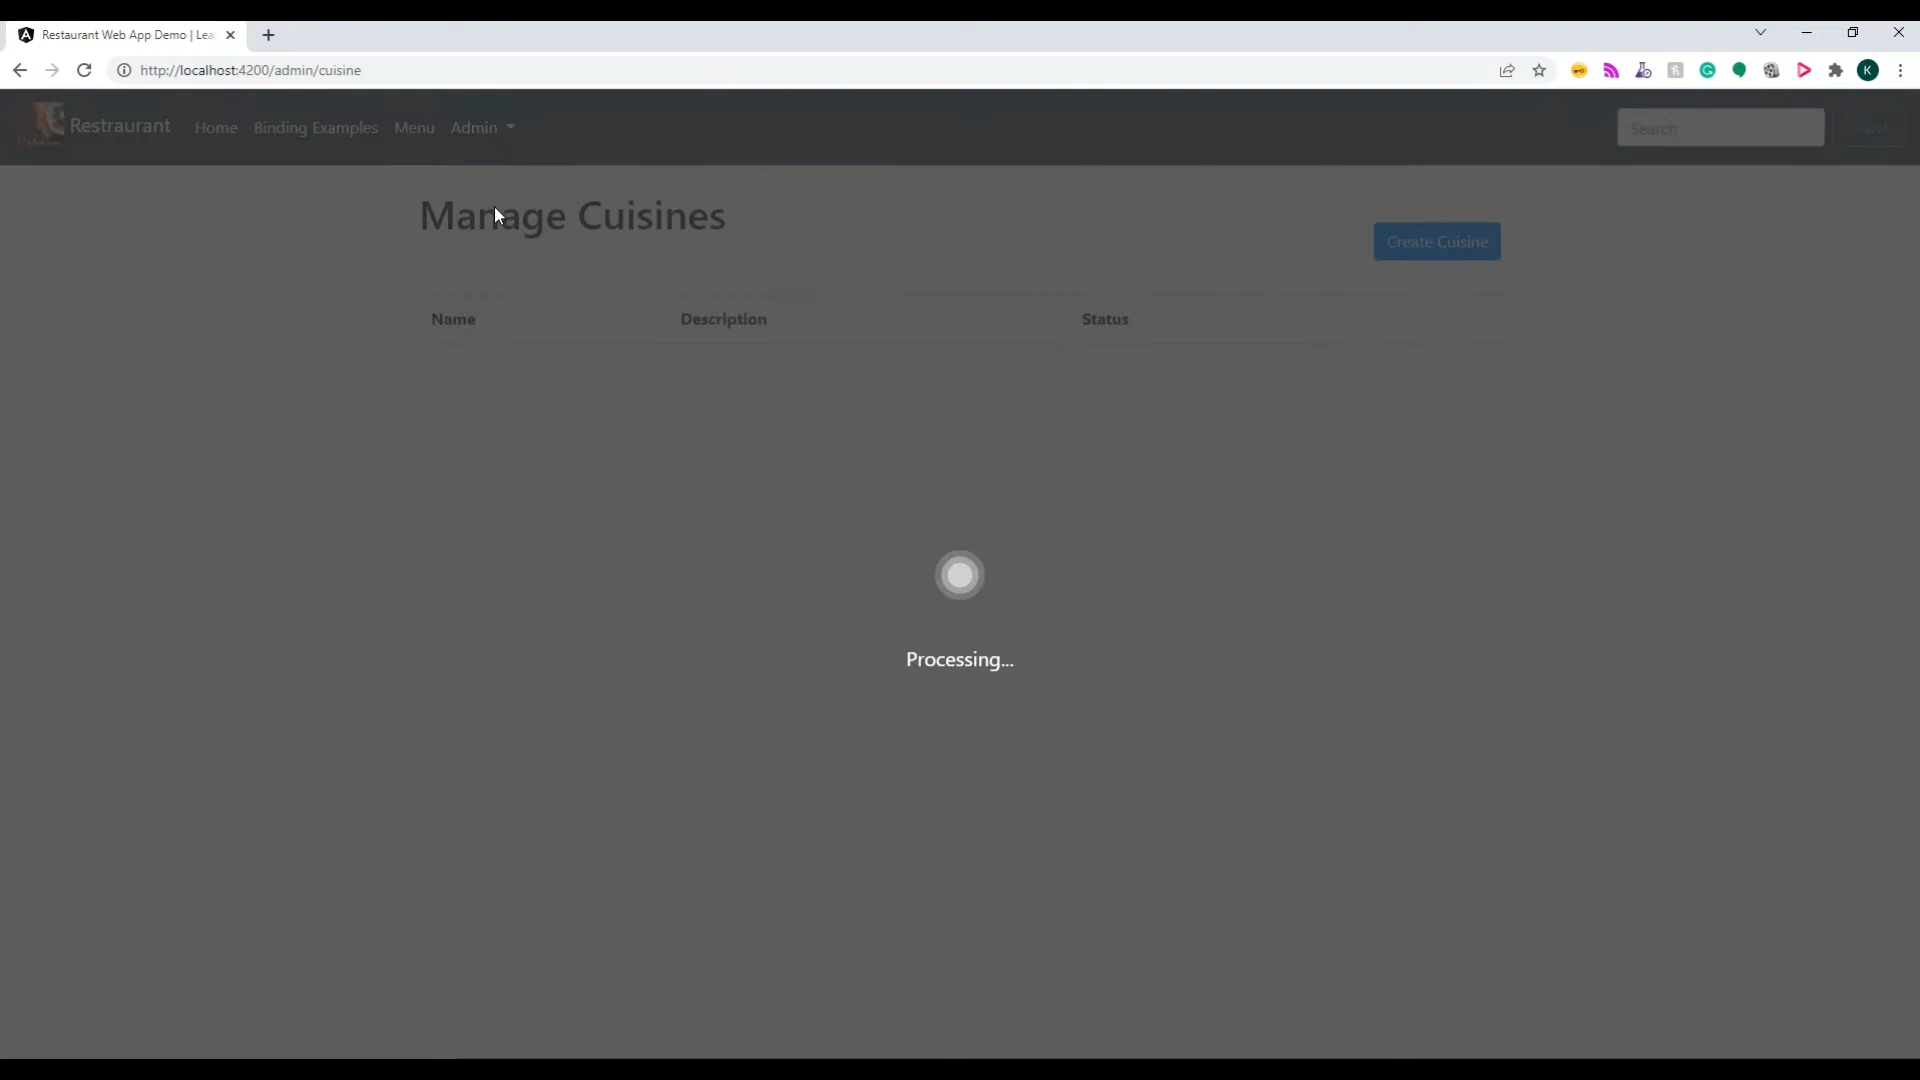 Restaurant Web App Demo | Lea
http://localhost:4200/admin/cuisine
K
Restraurant Home Binding Examples Menu Admin
Search
Manage Cuisines
Create Cuisine
Name Description Status
Processing...